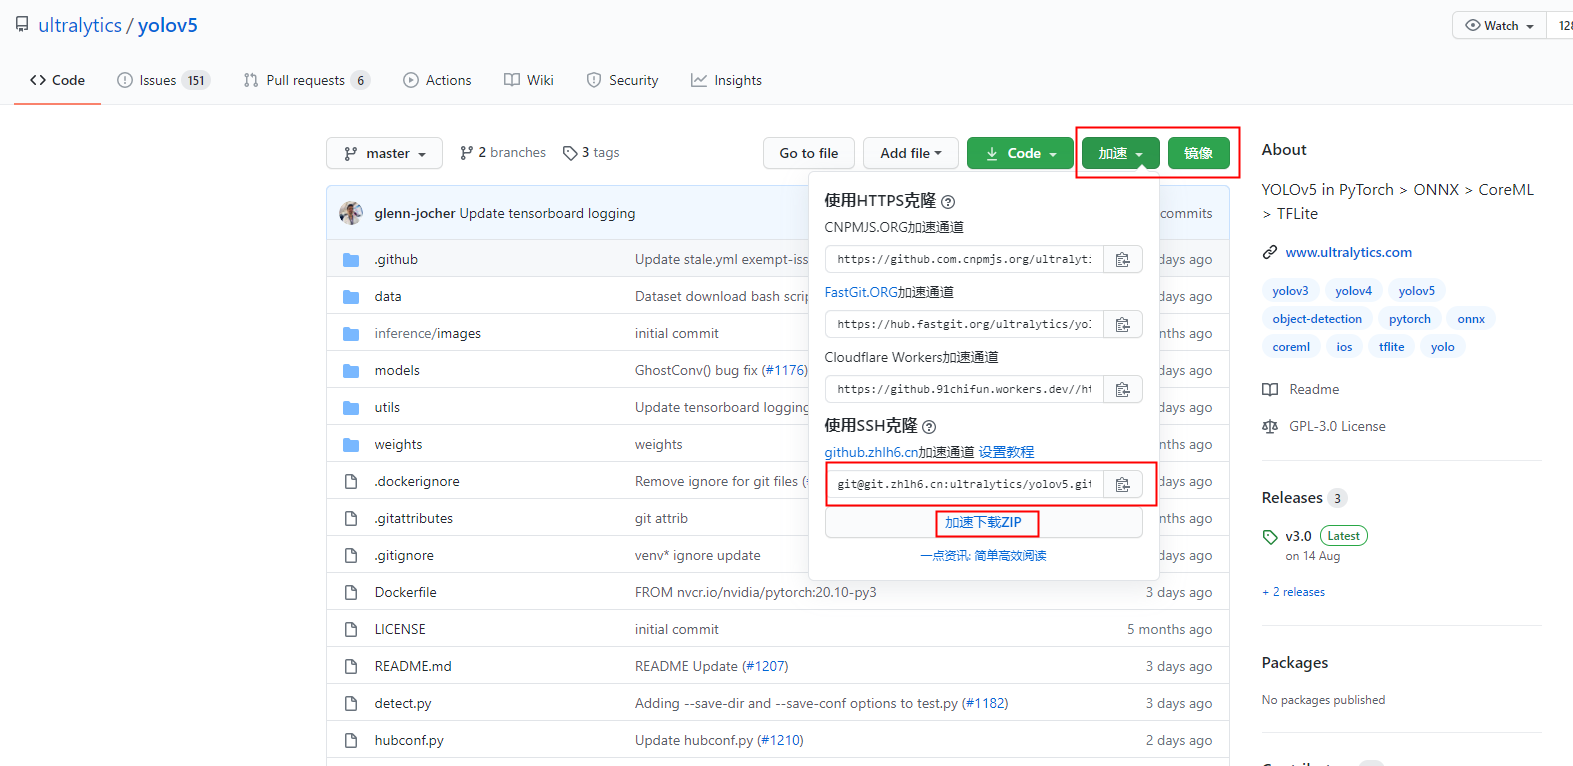 ultralytics / yolov5
Watch
128
Code
Issues 151
Pull requests 6
Actions
Wiki
Security
Insights
master
2 branches
3 tags
Go to file
Add file
Code
加速
镜像
glenn-jocher Update tensorboard logging
commits
.github
Update stale.yml exempt-iss
days ago
data
Dataset download bash scrip
days ago
inference/images
initial commit
nths ago
models
GhostConv() bug fix (#1176)
days ago
utils
Update tensorboard logging
days ago
weights
weights
days ago
.dockerignore
Remove ignore for git files (
days ago
.gitattributes
git attrib
nths ago
.gitignore
venv* ignore update
days ago
Dockerfile
FROM nvcr.io/nvidia/pytorch:20.10-py3
3 days ago
LICENSE
initial commit
5 months ago
README.md
README Update (#1207)
3 days ago
detect.py
Adding --save-dir and --save-conf options to test.py (#1182)
3 days ago
hubconf.py
Update hubconf.py (#1210)
2 days ago
使用HTTPS克隆
CNPMJS.ORG加速通道
https://github.com.cnpmjs.org/ultralyti
FastGit.ORG加速通道
https://hub.fastgit.org/ultralytics/yol
Cloudflare Workers加速通道
https://github.91chifun.workers.dev//ht
使用SSH克隆
github.zhlh6.cn加速通道 设置教程
git@git.zhlh6.cn:ultralytics/yolov5.git
加速下载ZIP
一点资讯: 简单高效阅读
About
YOLOv5 in PyTorch > ONNX > CoreML
> TFLite
www.ultralytics.com
yolov3
yolov4
yolov5
object-detection
pytorch
onnx
coreml
ios
tflite
yolo
Readme
GPL-3.0 License
Releases 3
v3.0 Latest
on 14 Aug
+ 2 releases
Packages
No packages published